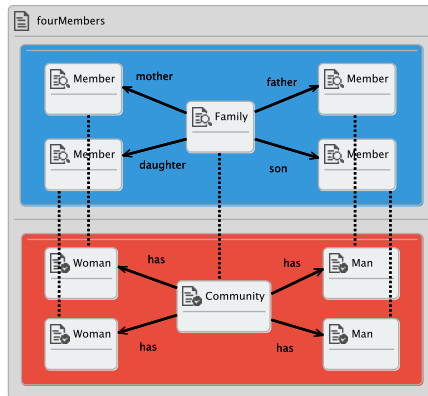 fourMembers
Member mother father Member
Family
Member daughter son Member
Woman has has Man
Community
Woman has has Man